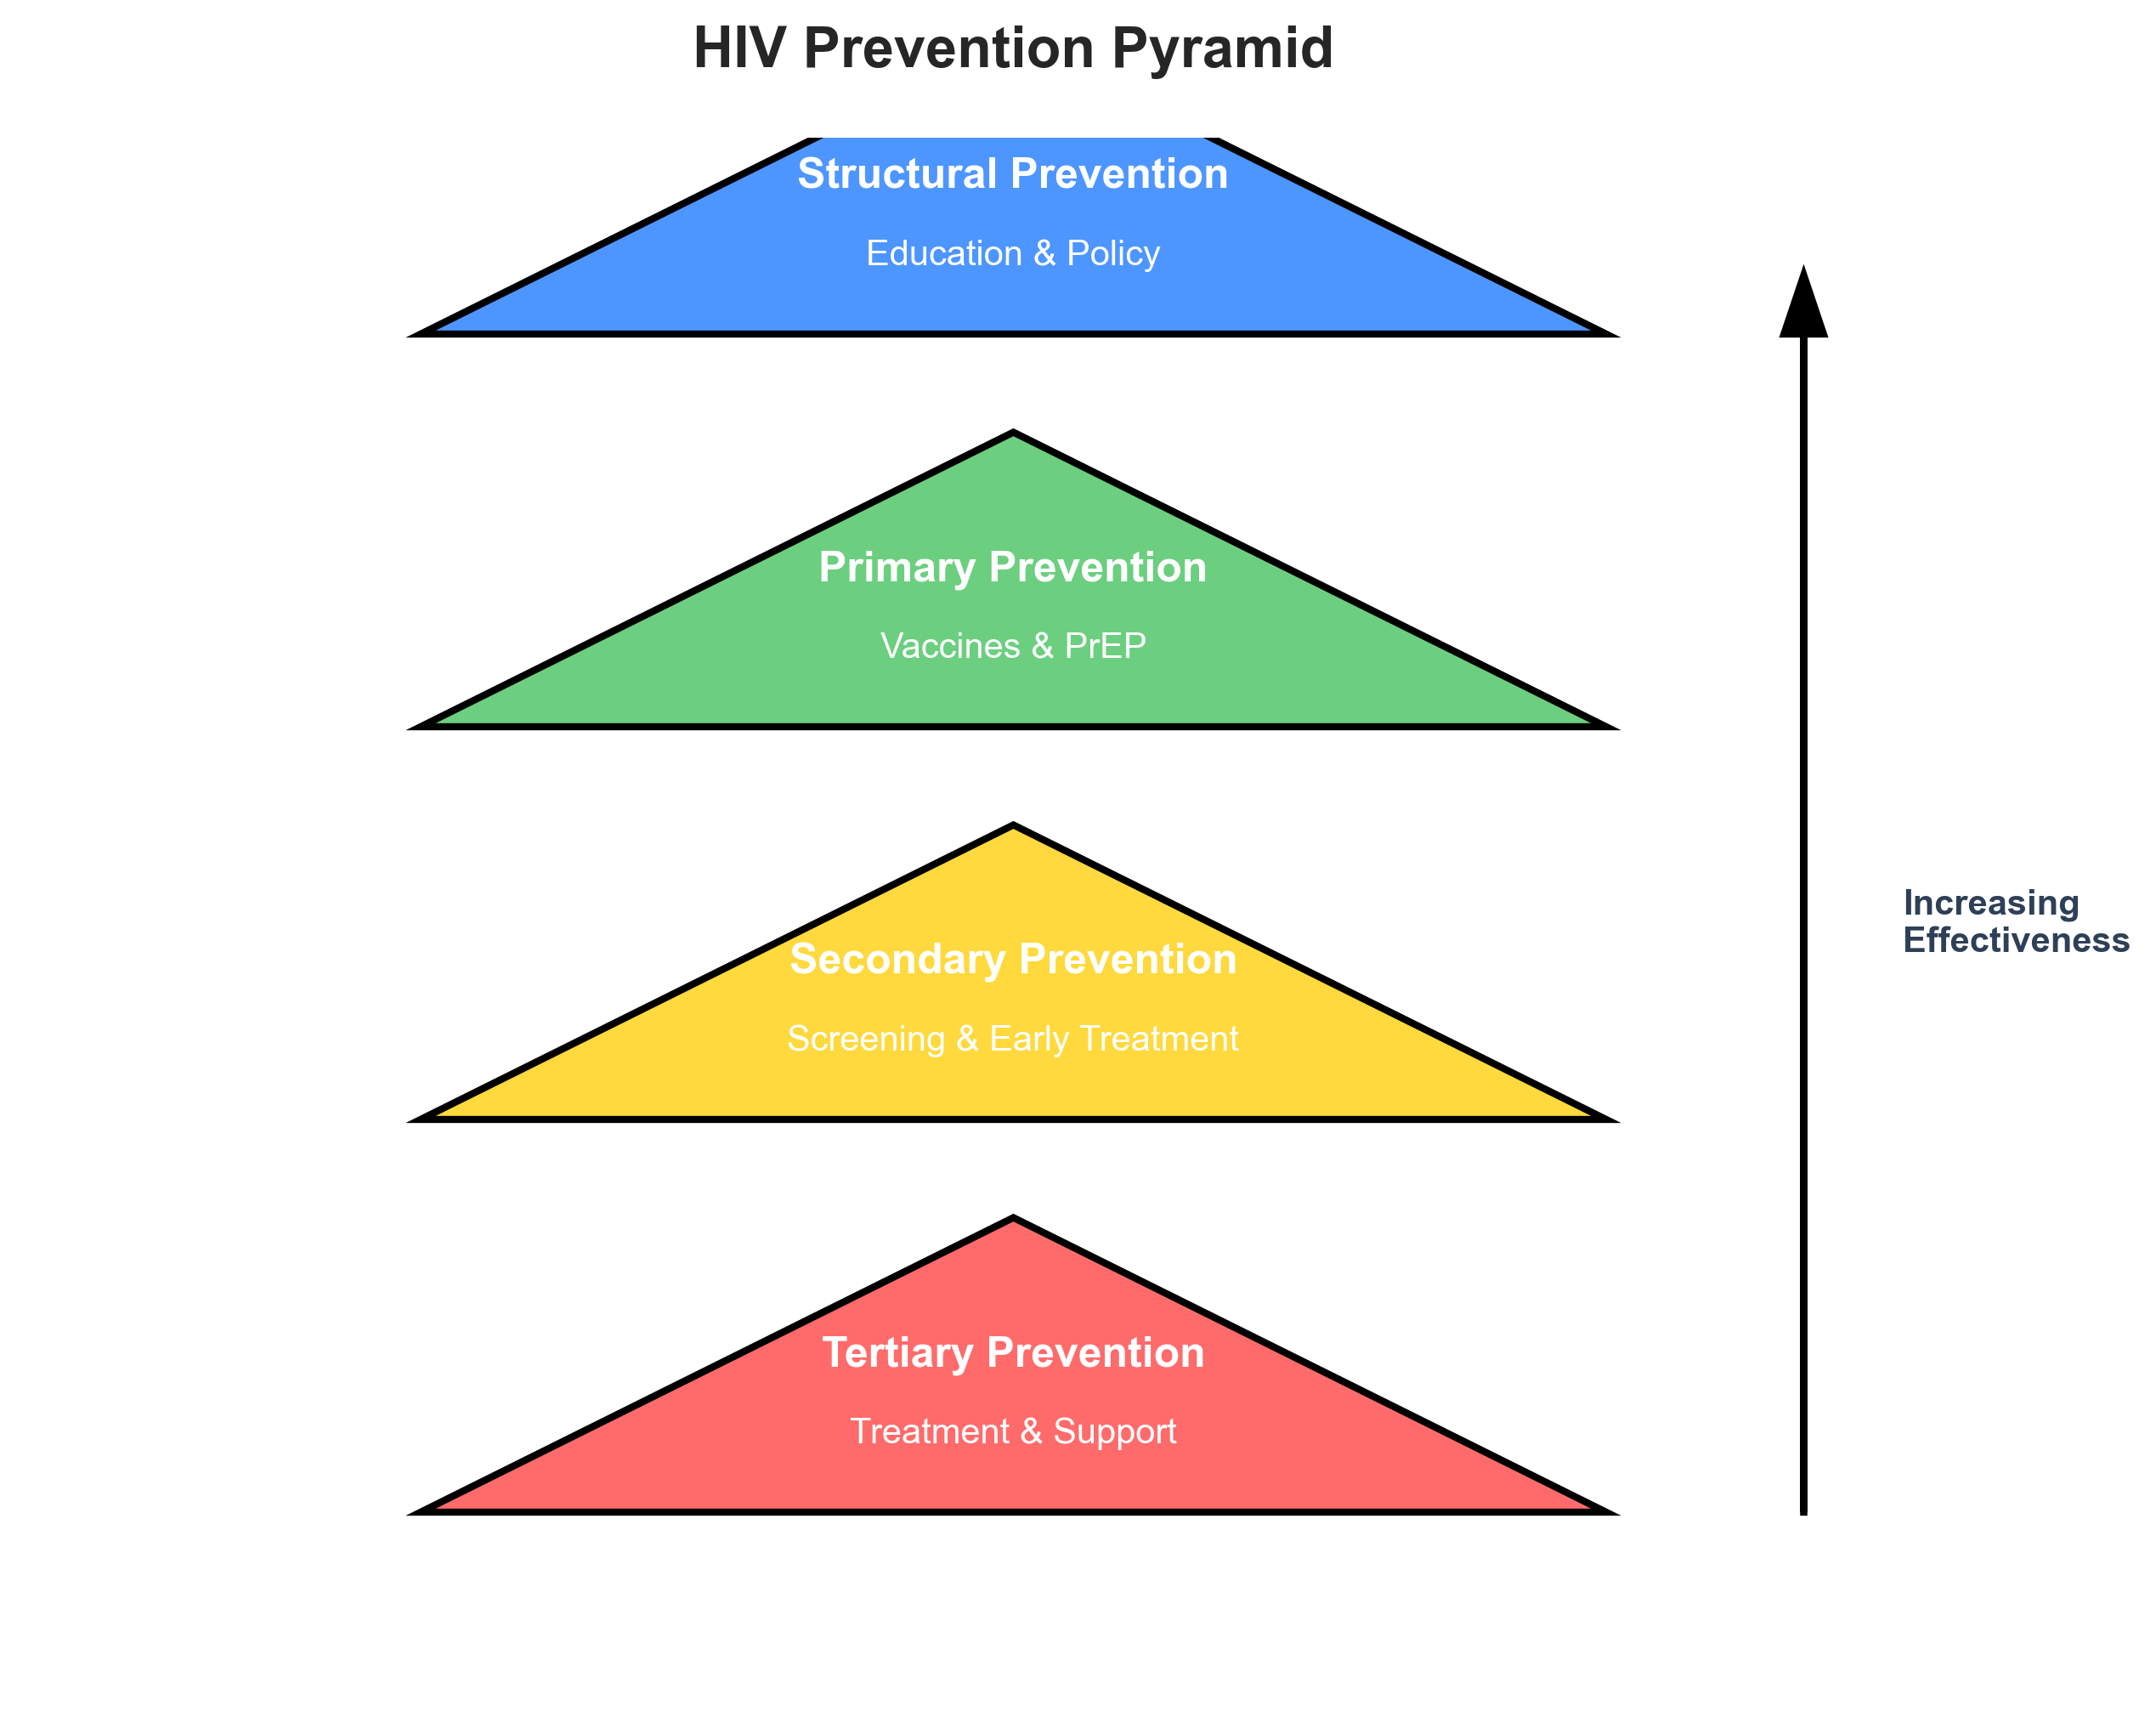 HIV Prevention Pyramid
Structural Prevention
Education & Policy
Primary Prevention
Vaccines & PrEP
Increasing
Effectiveness
Secondary Prevention
Screening & Early Treatment
Tertiary Prevention
Treatment & Support